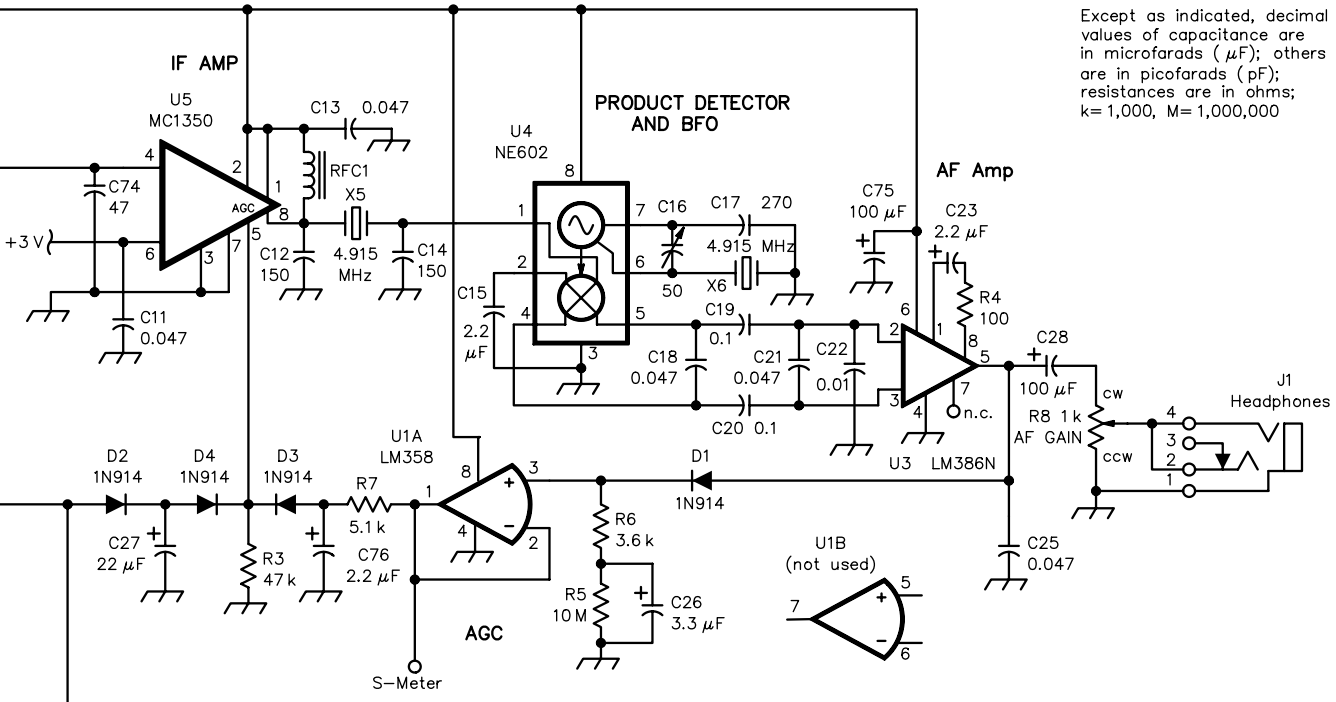 Except as indicated, decimal
values of capacitance are
in microfarads ( μF); others
are in picofarads ( pF);
resistances are in ohms;
k= 1,000, M= 1,000,000
IF AMP
U5
MC1350
C13 0.047
4
2
1
AGC
8
5
6
3
7
C74
47
+3 V
C11
0.047
RFC1
X5
4.915
MHz
C12
150
C14
150
PRODUCT DETECTOR
AND BFO
U4
NE602
8
1
7
2
6
4
5
3
C16
50
C17 270
4.915 MHz
X6
C15
2.2
μF
C19
0.1
C18
0.047
C21
0.047
C22
0.01
C20 0.1
AF Amp
C75
100 μF
C23
2.2 μF
R4
100
6
1
8
2
5
3
7
4
n.c.
U3 LM386N
C28
100 μF
CW
R8 1k
AF GAIN
CCW
J1
Headphones
4
3
2
1
D2
1N914
D4
1N914
D3
1N914
R7
5.1 k
U1A
LM358
8
3
+
1
−
4
2
D1
1N914
C27
22 μF
R3
47 k
C76
2.2 μF
R6
3.6 k
R5
10 M
C26
3.3 μF
C25
0.047
U1B
(not used)
5
+
7
−
6
AGC
S-Meter